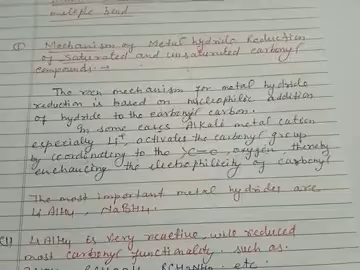 multiple bond
Mechanism of Metal hydride Reduction
of Saturated and unsaturated carbonyl
compounds :→
The rxn mechanism for metal hydride
reduction is based on nucleophilic addition
of hydride to the carbonyl carbon.
In some cases Alkali metal cation
especially Li⁺, activates the carbonyl group
by coordinating to the >C=O, oxygen, thereby
enchancing the electrophilicity of carbonyl
The most important metal hydrides are
LiAlH4, NaBH4.
LiAlH4 is very reactive, will reduced
most carbonyl functionality such as.
etc.